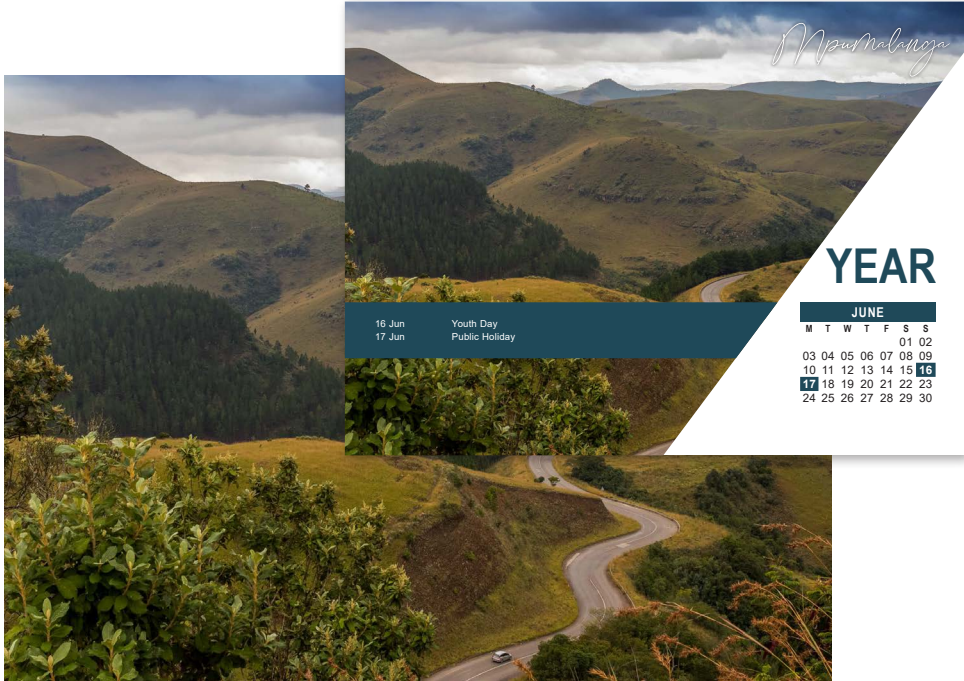 Mpumalanga
YEAR
JUNE
M T W T F S S
01 02
03 04 05 06 07 08 09
10 11 12 13 14 15 16
17 18 19 20 21 22 23
24 25 26 27 28 29 30
16 Jun Youth Day
17 Jun Public Holiday